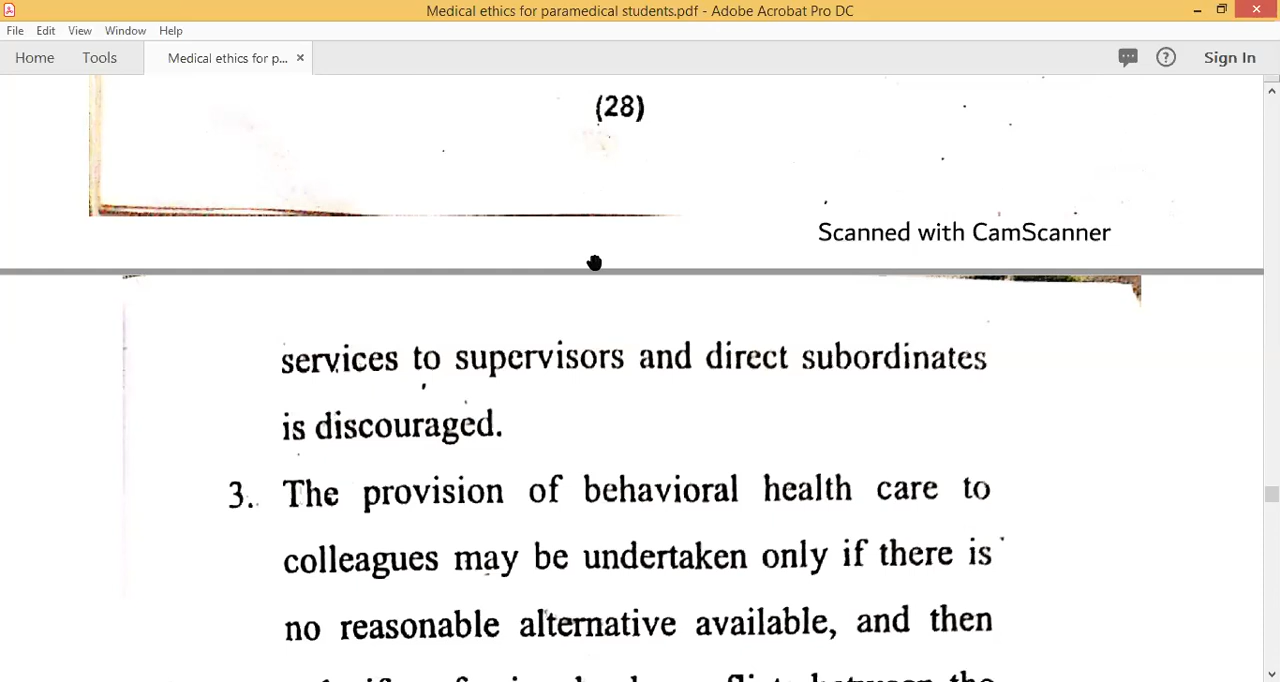 Medical ethics for paramedical students.pdf - Adobe Acrobat Pro DC
File Edit View Window Help
Home Tools Medical ethics for p... × Sign In
(28)
Scanned with CamScanner
services to supervisors and direct subordinates
is discouraged.
3. The provision of behavioral health care to
colleagues may be undertaken only if there is
no reasonable alternative available, and then
between the